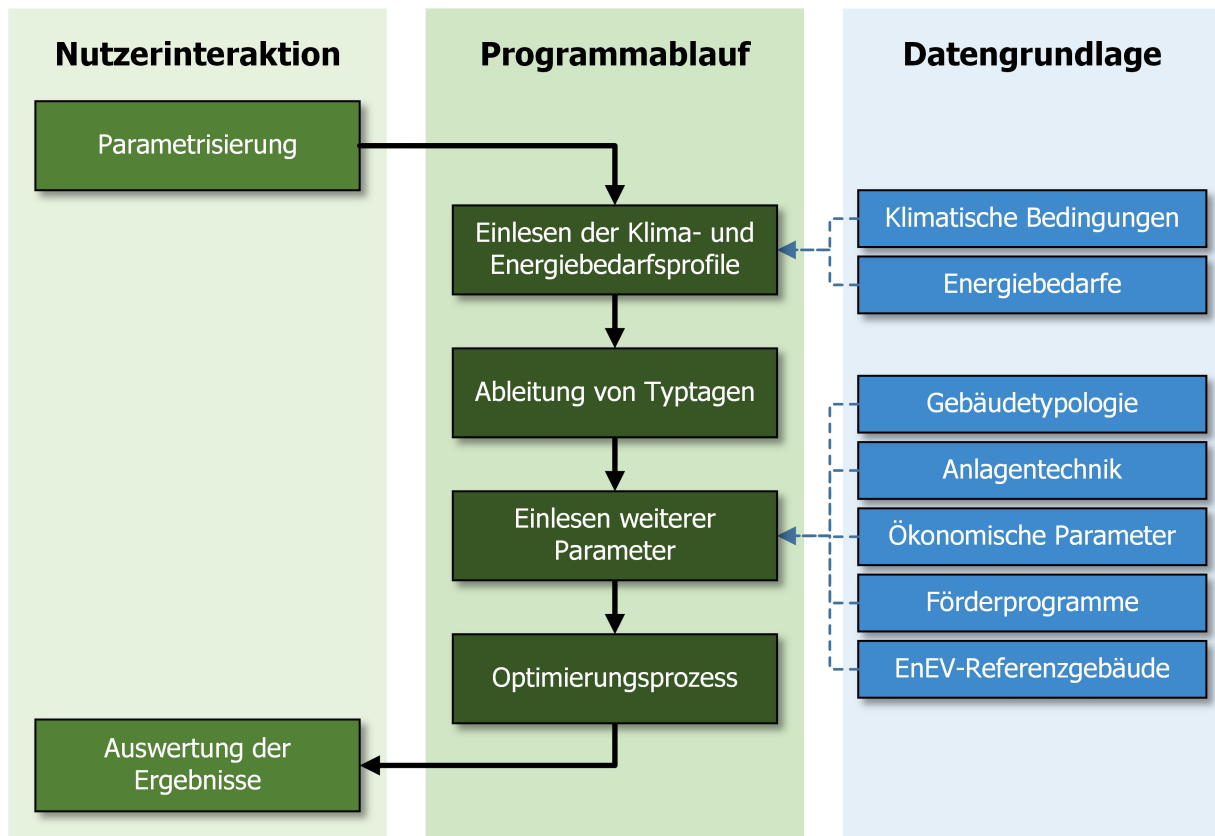 Nutzerinteraktion
Programmablauf
Datengrundlage
Parametrisierung
Einlesen der Klima- und
Energiebedarfsprofile
Klimatische Bedingungen
Energiebedarfe
Ableitung von Typtagen
Gebäudetypologie
Anlagentechnik
Einlesen weiterer
Parameter
Ökonomische Parameter
Förderprogramme
Optimierungsprozess
EnEV-Referenzgebäude
Auswertung der
Ergebnisse